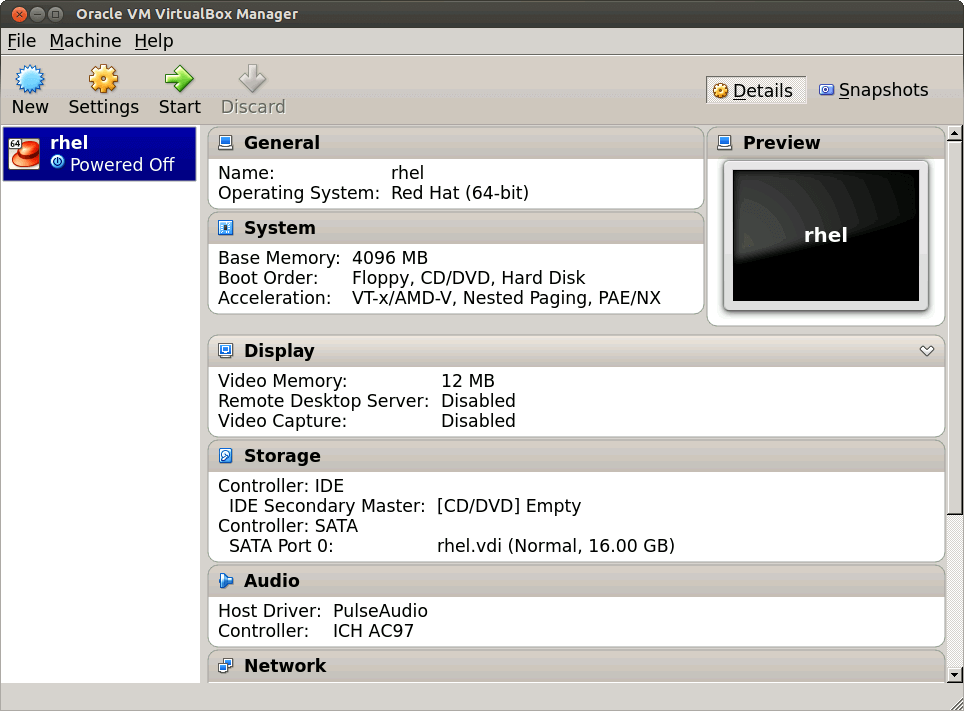 Oracle VM VirtualBox Manager
File Machine Help
New Settings Start Discard Details Snapshots
64 rhel
Powered Off
General
Name: rhel
Operating System: Red Hat (64-bit)
System
Base Memory: 4096 MB
Boot Order: Floppy, CD/DVD, Hard Disk
Acceleration: VT-x/AMD-V, Nested Paging, PAE/NX
Preview
rhel
Display
Video Memory: 12 MB
Remote Desktop Server: Disabled
Video Capture: Disabled
Storage
Controller: IDE
IDE Secondary Master: [CD/DVD] Empty
Controller: SATA
SATA Port 0: rhel.vdi (Normal, 16.00 GB)
Audio
Host Driver: PulseAudio
Controller: ICH AC97
Network